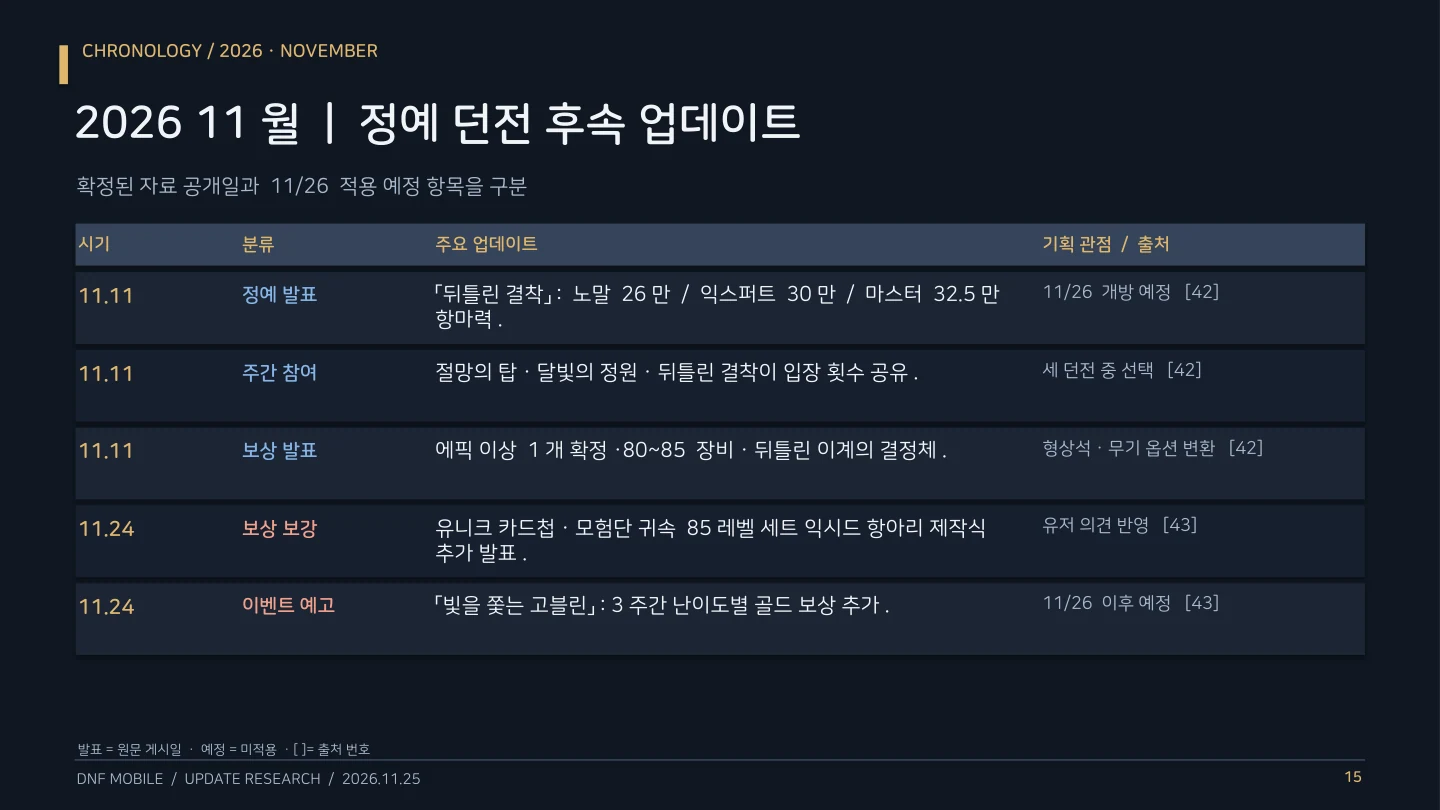 CHRONOLOGY / 2026 · NOVEMBER
2026 11 월 | 정예 던전 후속 업데이트
확정된 자료 공개일과 11/26 적용 예정 항목을 구분
시기 분류 주요 업데이트 기획 관점 / 출처
11.11 정예 발표 「뒤틀린 결착」: 노말 26 만 / 익스퍼트 30 만 / 마스터 32.5 만 11/26 개방 예정 [42]
항마력 .
11.11 주간 참여 절망의 탑 · 달빛의 정원 · 뒤틀린 결착이 입장 횟수 공유 . 세 던전 중 선택 [42]
11.11 보상 발표 에픽 이상 1 개 확정 ·80~85 장비 · 뒤틀린 이계의 결정체 . 형상석 · 무기 옵션 변환 [42]
11.24 보상 보강 유니크 카드첩 · 모험단 귀속 85 레벨 세트 익시드 항아리 제작식 유저 의견 반영 [43]
추가 발표 .
11.24 이벤트 예고 「빛을 쫓는 고블린」: 3 주간 난이도별 골드 보상 추가 . 11/26 이후 예정 [43]
발표 = 원문 게시일 · 예정 = 미적용 · [ ]= 출처 번호
DNF MOBILE / UPDATE RESEARCH / 2026.11.25 15